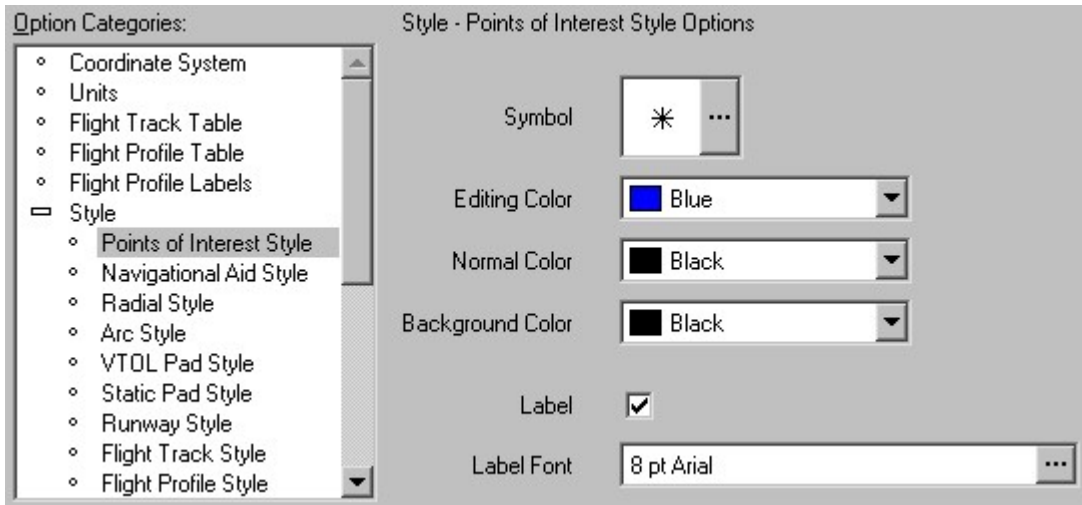 Option Categories:
Coordinate System
Units
Flight Track Table
Flight Profile Table
Flight Profile Labels
Style
Points of Interest Style
Navigational Aid Style
Radial Style
Arc Style
VTOL Pad Style
Static Pad Style
Runway Style
Flight Track Style
Flight Profile Style
Style - Points of Interest Style Options
Symbol
Editing Color Blue
Normal Color Black
Background Color Black
Label
Label Font 8 pt Arial